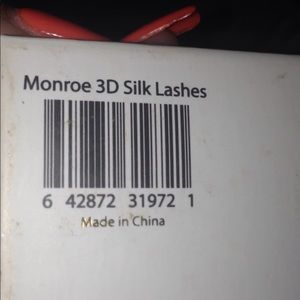 Monroe 3D Silk Lashes
6 42872 31972 1
Made in China